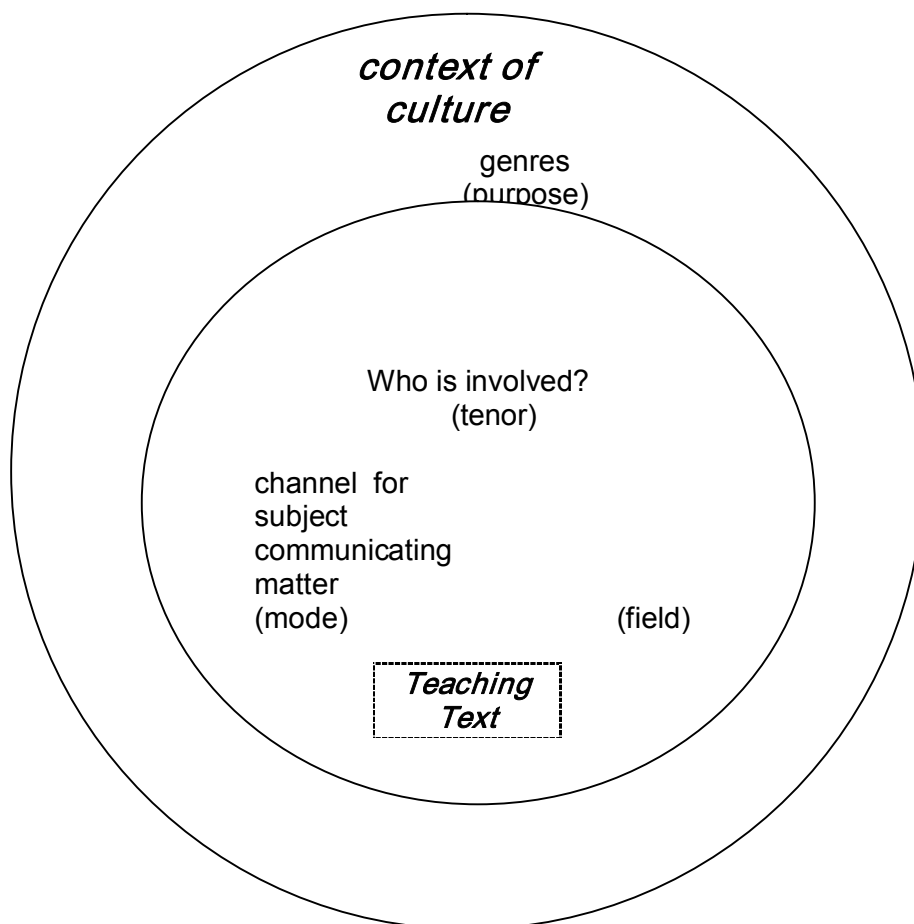 context of
culture
genres
(purpose)
Who is involved?
(tenor)
channel for
subject
communicating
matter
(mode) (field)
Teaching
Text